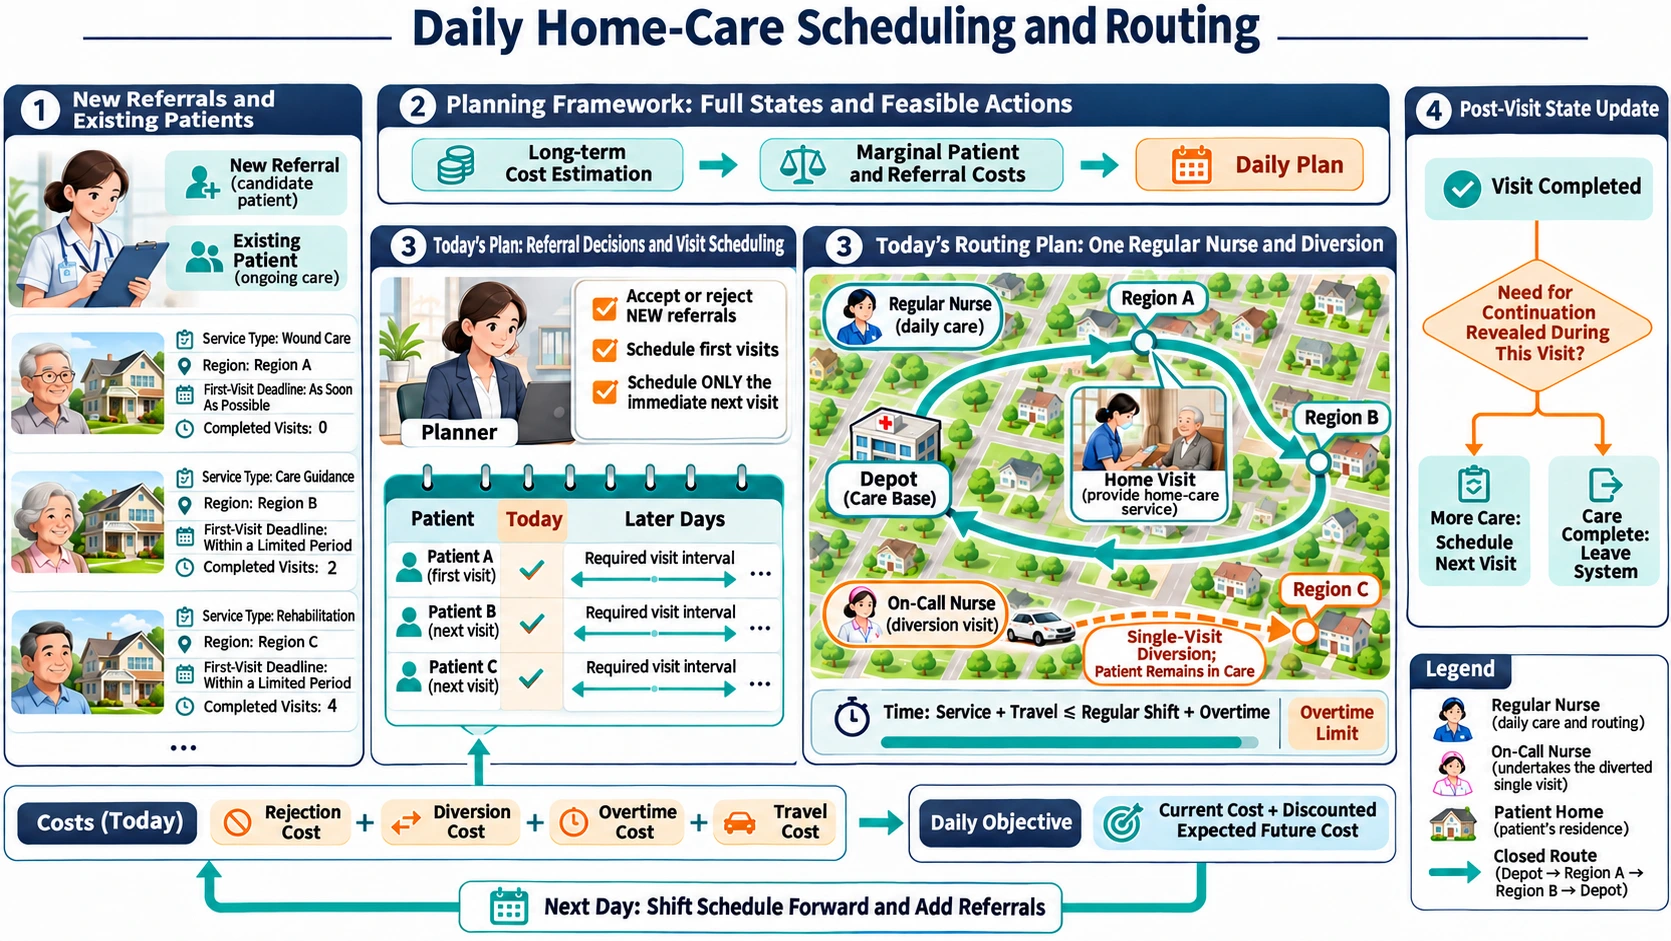 Daily Home-Care Scheduling and Routing
1
New Referrals and
Existing Patients
New Referral
(candidate
patient)
Existing
Patient
(ongoing care)
Service Type: Wound Care
Region: Region A
First-Visit Deadline: As Soon
As Possible
Completed Visits: 0
Service Type: Care Guidance
Region: Region B
First-Visit Deadline:
Within a Limited Period
Completed Visits: 2
Service Type: Rehabilitation
Region: Region C
First-Visit Deadline:
Within a Limited Period
Completed Visits: 4
...
2
Planning Framework: Full States and Feasible Actions
Long-term
Cost Estimation
Marginal Patient
and Referral Costs
Daily Plan
3
Today's Plan: Referral Decisions and Visit Scheduling
Planner
Accept or reject
NEW referrals
Schedule first visits
Schedule ONLY the
immediate next visit
Patient
Today
Later Days
Patient A
(first visit)
Required visit interval
...
Patient B
(next visit)
Required visit interval
...
Patient C
(next visit)
Required visit interval
...
3
Today's Routing Plan: One Regular Nurse and Diversion
Regular Nurse
(daily care)
Region A
Region B
Depot
(Care Base)
Home Visit
(provide home-care
service)
On-Call Nurse
(diversion visit)
Region C
Single-Visit
Diversion;
Patient Remains in Care
Time: Service + Travel ≤ Regular Shift + Overtime
Overtime
Limit
4
Post-Visit State Update
Visit Completed
Need for
Continuation
Revealed During
This Visit?
More Care:
Schedule
Next Visit
Care
Complete:
Leave
System
Legend
Regular Nurse
(daily care and routing)
On-Call Nurse
(undertakes the diverted
single visit)
Patient Home
(patient's residence)
Closed Route
(Depot → Region A →
Region B → Depot)
Costs (Today)
Rejection
Cost
+
Diversion
Cost
+
Overtime
Cost
+
Travel
Cost
Daily Objective
Current Cost + Discounted
Expected Future Cost
Next Day: Shift Schedule Forward and Add Referrals